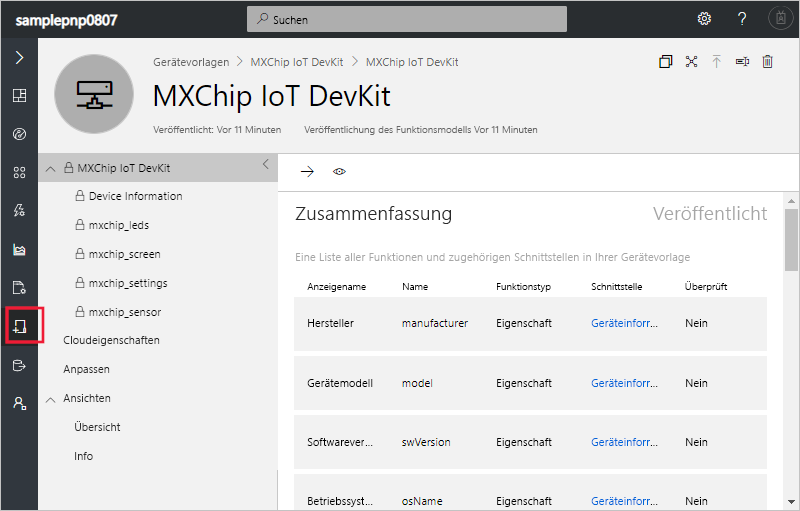 samplepnp0807
Suchen
?
Gerätevorlagen > MXChip IoT DevKit > MXChip IoT DevKit
MXChip IoT DevKit
Veröffentlicht: Vor 11 Minuten Veröffentlichung des Funktionsmodells Vor 11 Minuten
MXChip IoT DevKit
Device Information
mxchip_leds
mxchip_screen
mxchip_settings
mxchip_sensor
Cloudeigenschaften
Anpassen
Ansichten
Übersicht
Info
Zusammenfassung Veröffentlicht
Eine Liste aller Funktionen und zugehörigen Schnittstellen in Ihrer Gerätevorlage
Anzeigename Name Funktionstyp Schnittstelle Überprüft
Hersteller manufacturer Eigenschaft Geräteinforr... Nein
Gerätemodell model Eigenschaft Geräteinforr... Nein
Softwarever... swVersion Eigenschaft Geräteinforr... Nein
Betriebssyst... osName Eigenschaft Geräteinforr... Nein